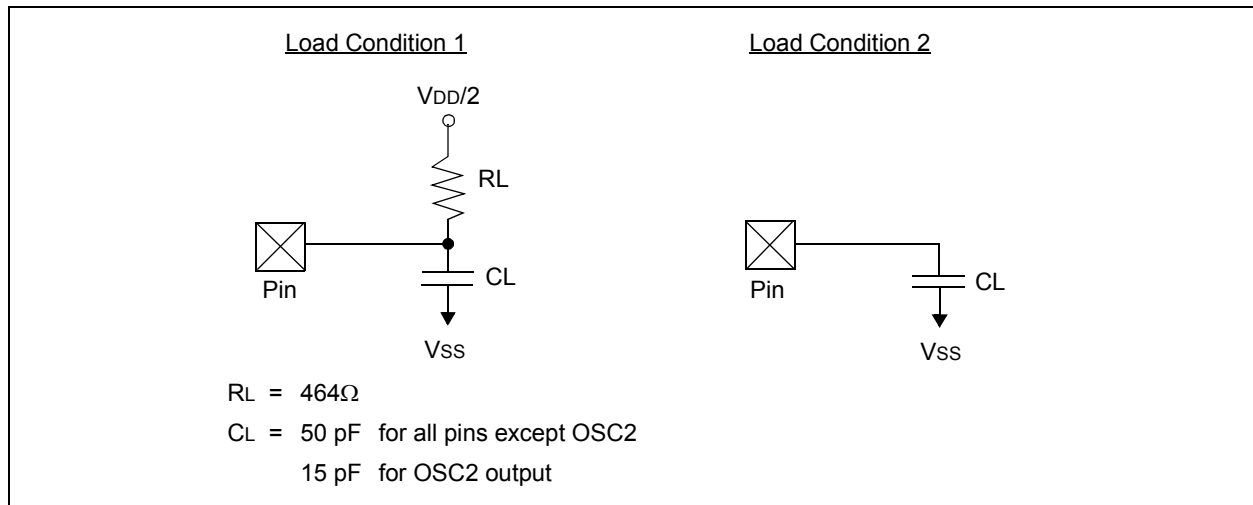 Load Condition 1
Load Condition 2
VDD/2
RL
CL
Pin
VSS
CL
Pin
VSS
RL = 464Ω
CL = 50 pF for all pins except OSC2
15 pF for OSC2 output